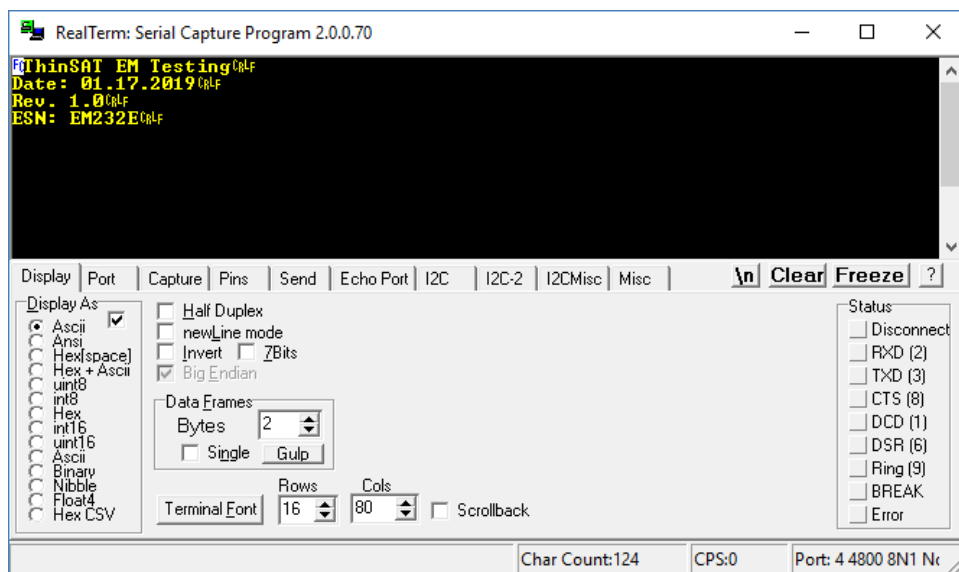 RealTerm: Serial Capture Program 2.0.0.70
ThinSAT EM Testing CRLF
Date: 01.17.2019 CRLF
Rev. 1.0 CRLF
ESN: EM232E CRLF
Display Port Capture Pins Send Echo Port I2C I2C-2 I2CMisc Misc \n Clear Freeze ?
Display As
Ascii
Ansi
Hex[space]
Hex + Ascii
uint8
int8
Hex
int16
uint16
Ascii
Binary
Nibble
Float4
Hex CSV
Half Duplex
newLine mode
Invert 7Bits
Big Endian
Data Frames
Bytes 2
Single Gulp
Rows Cols
Terminal Font 16 80 Scrollback
Status
Disconnect
RXD (2)
TXD (3)
CTS (8)
DCD (1)
DSR (6)
Ring (9)
BREAK
Error
Char Count:124 CPS:0 Port: 4 4800 8N1